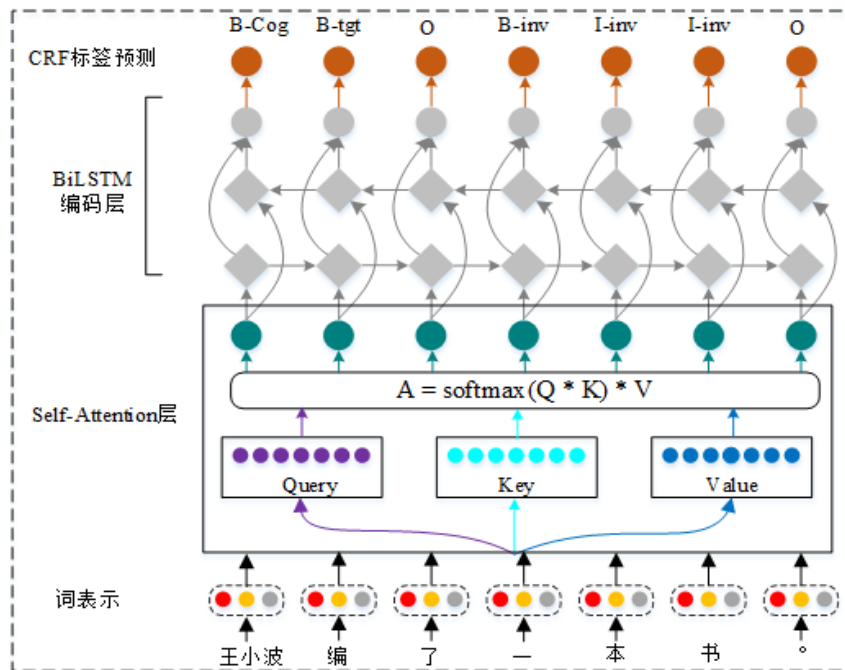 B-Cog B-tgt O B-inv I-inv I-inv O
CRF标签预测
BiLSTM
编码层
A = softmax(Q * K) * V
Self-Attention层
Query Key Value
词表示
王小波 编 了 一 本 书 。